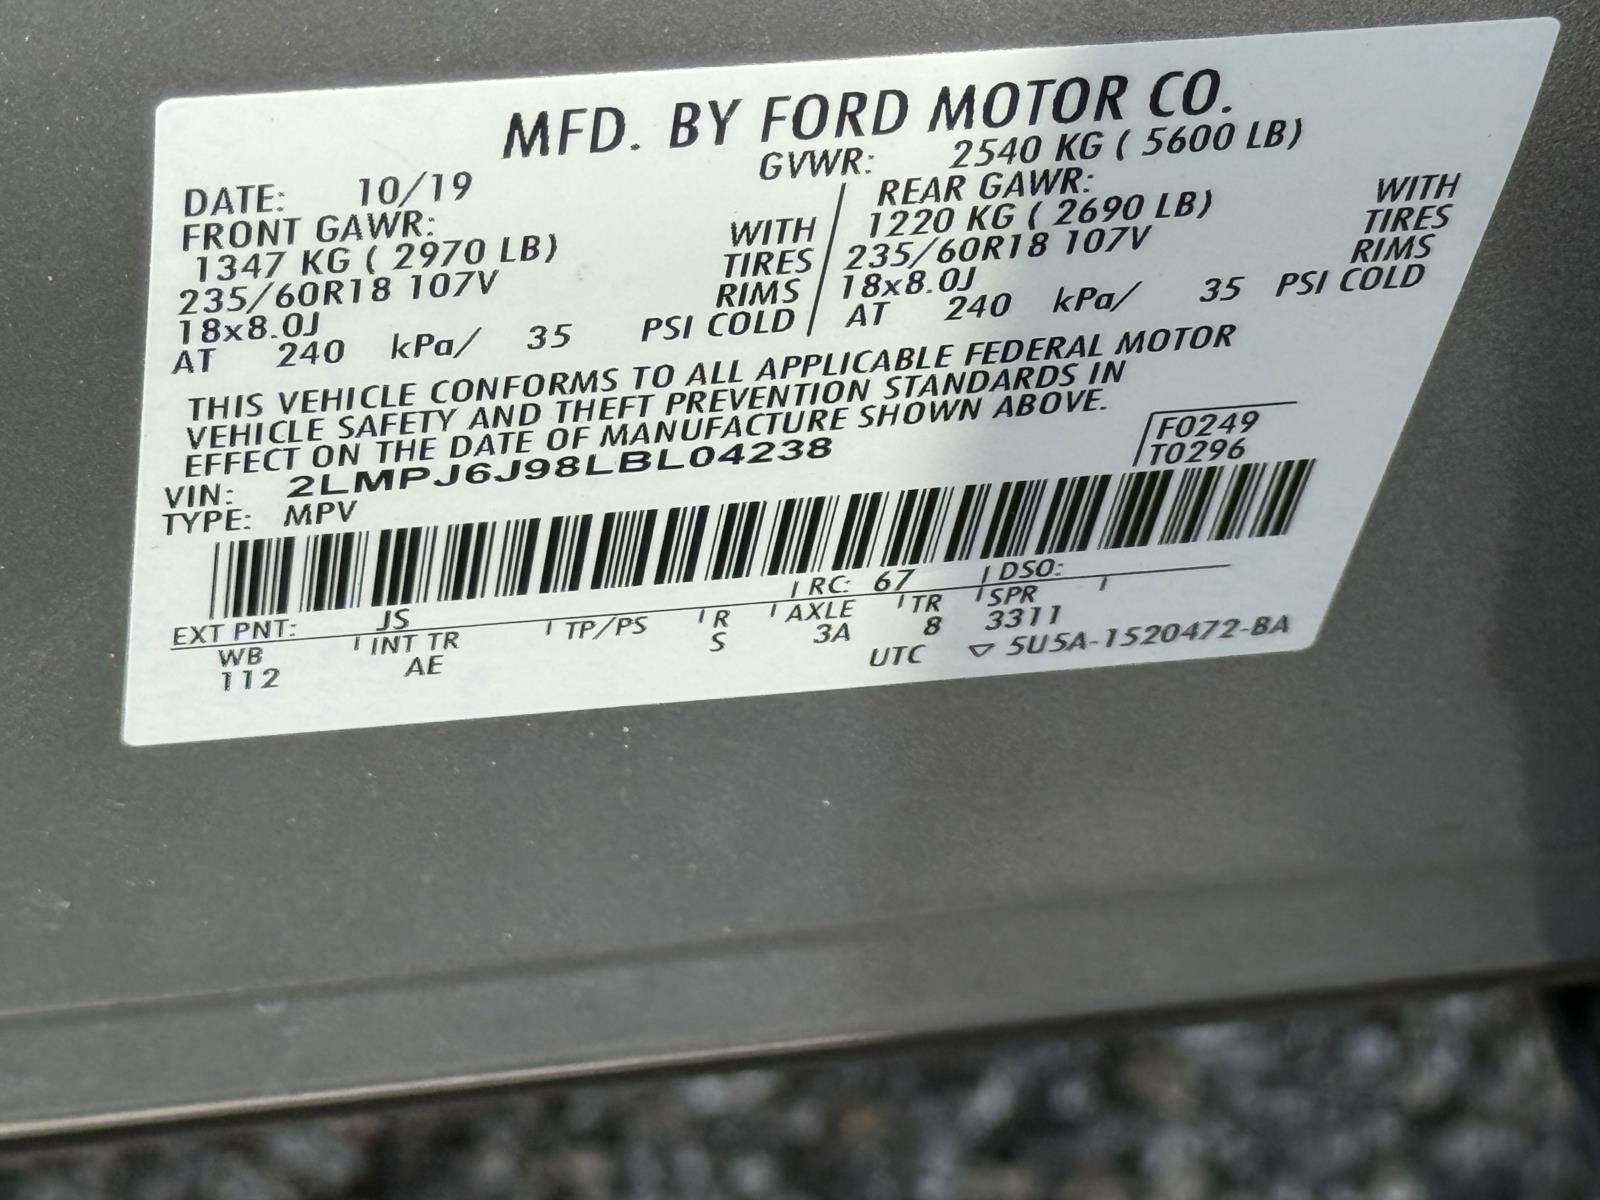 MFD. BY FORD MOTOR CO.
DATE: 10/19 GVWR: 2540 KG ( 5600 LB)
FRONT GAWR: REAR GAWR:
1347 KG ( 2970 LB) WITH 1220 KG ( 2690 LB) WITH
235/60R18 107V TIRES 235/60R18 107V TIRES
18x8.0J RIMS 18x8.0J RIMS
AT 240 kPa/ 35 PSI COLD AT 240 kPa/ 35 PSI COLD
THIS VEHICLE CONFORMS TO ALL APPLICABLE FEDERAL MOTOR
VEHICLE SAFETY AND THEFT PREVENTION STANDARDS IN
EFFECT ON THE DATE OF MANUFACTURE SHOWN ABOVE.
VIN: 2LMPJ6J98LBL04238 F0249
TYPE: MPV T0296
EXT PNT: JS RC: 67 DSO:
WB INT TR TP/PS R AXLE TR SPR
112 AE S 3A 8 3311
UTC ▽ 5U5A-1520472-BA